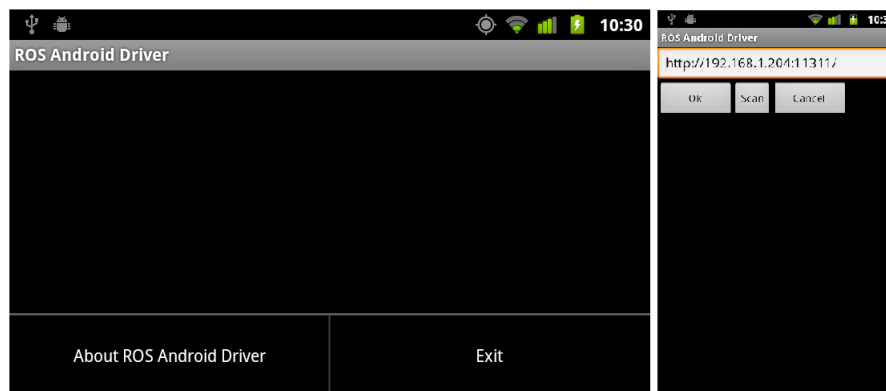 10:30
ROS Android Driver
About ROS Android Driver
Exit
ROS Android Driver
http://192.168.1.204:11311/
Ok
Scan
Cancel